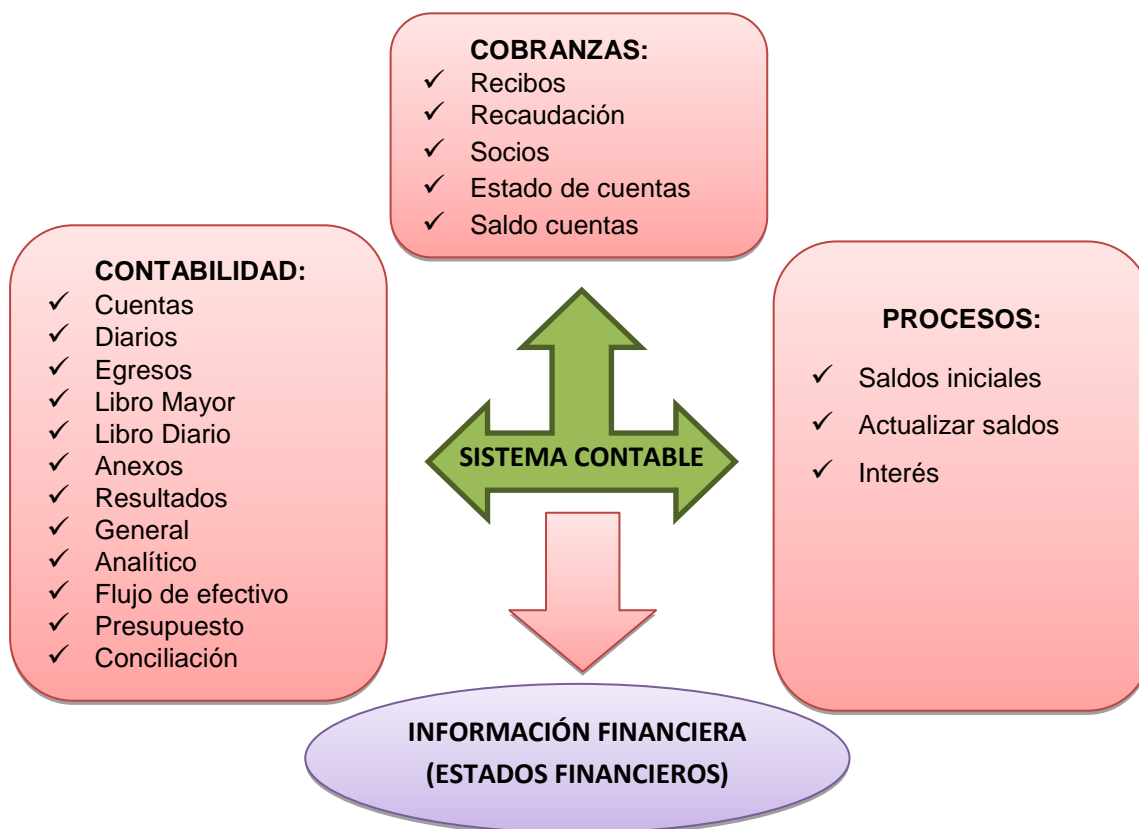 COBRANZAS:
✓ Recibos
✓ Recaudación
✓ Socios
✓ Estado de cuentas
✓ Saldo cuentas
CONTABILIDAD:
✓ Cuentas
✓ Diarios
✓ Egresos
✓ Libro Mayor
✓ Libro Diario
✓ Anexos
✓ Resultados
✓ General
✓ Analítico
✓ Flujo de efectivo
✓ Presupuesto
✓ Conciliación
SISTEMA CONTABLE
PROCESOS:
✓ Saldos iniciales
✓ Actualizar saldos
✓ Interés
INFORMACIÓN FINANCIERA
(ESTADOS FINANCIEROS)